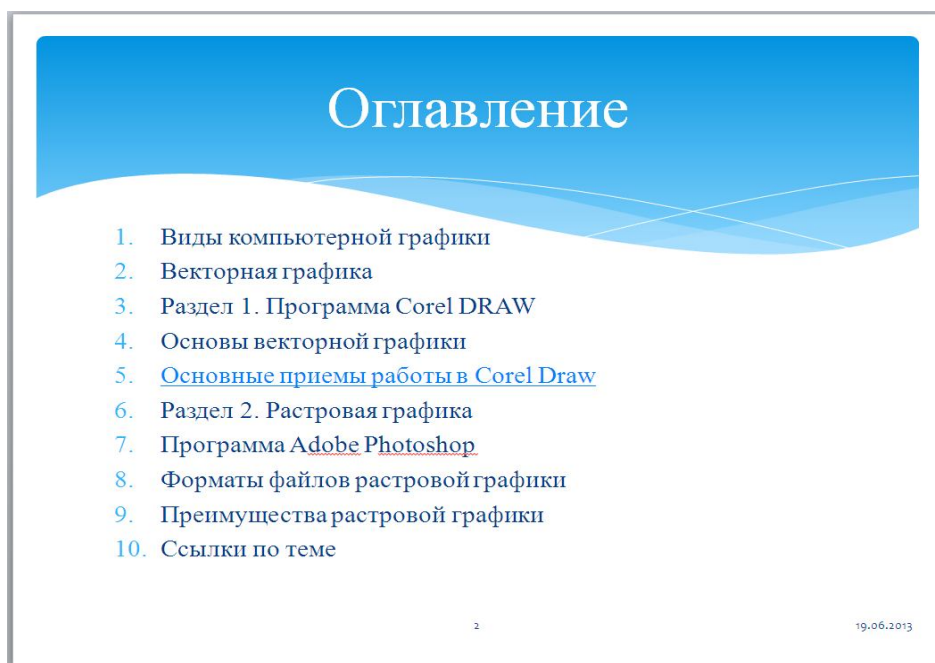 Оглавление
1. Виды компьютерной графики
2. Векторная графика
3. Раздел 1. Программа Corel DRAW
4. Основы векторной графики
5. Основные приемы работы в Corel Draw
6. Раздел 2. Растровая графика
7. Программа Adobe Photoshop
8. Форматы файлов растровой графики
9. Преимущества растровой графики
10. Ссылки по теме
2
19.06.2013